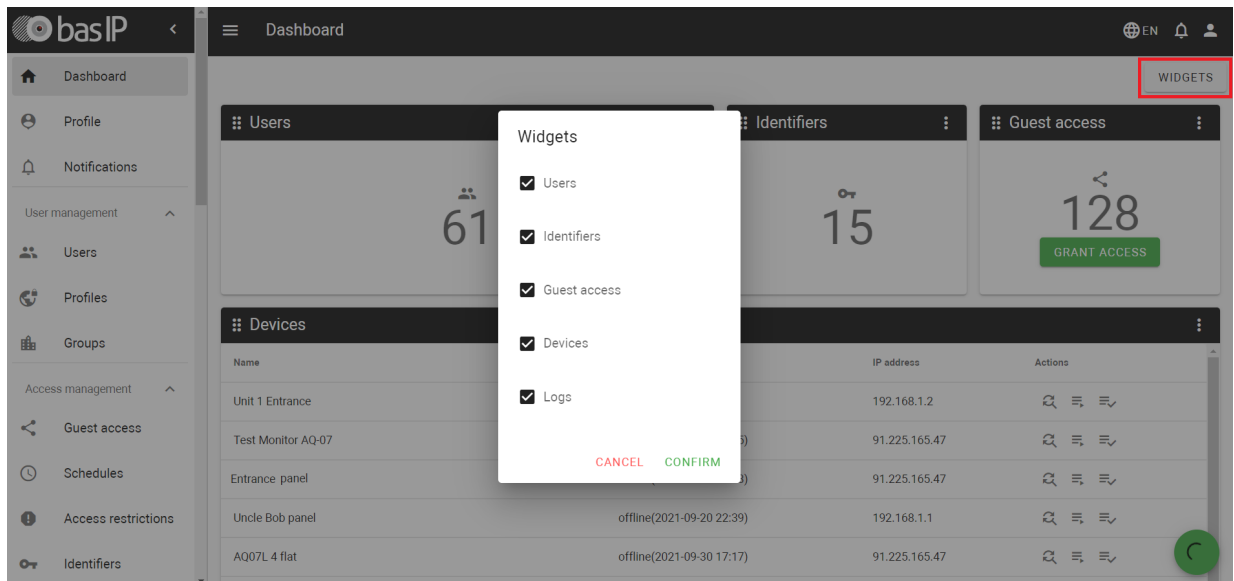 basIP
Dashboard
EN
WIDGETS
Dashboard
Profile
Notifications
User management
Users
Profiles
Groups
Access management
Guest access
Schedules
Access restrictions
Identifiers
Users
61
Identifiers
15
Guest access
128
GRANT ACCESS
Devices
Name
IP address
Actions
Unit 1 Entrance
192.168.1.2
Test Monitor AQ-07
91.225.165.47
Entrance panel
91.225.165.47
Uncle Bob panel
offline(2021-09-20 22:39)
192.168.1.1
AQ07L 4 flat
offline(2021-09-30 17:17)
91.225.165.47
Widgets
Users
Identifiers
Guest access
Devices
Logs
CANCEL
CONFIRM